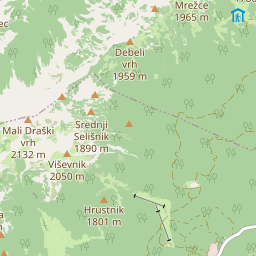 Mrežce
1965 m
Debeli
vrh
1959 m
Mali Draški
vrh
2132 m
Srednji
Selišnik
1890 m
Viševnik
2050 m
Hrustnik
1801 m